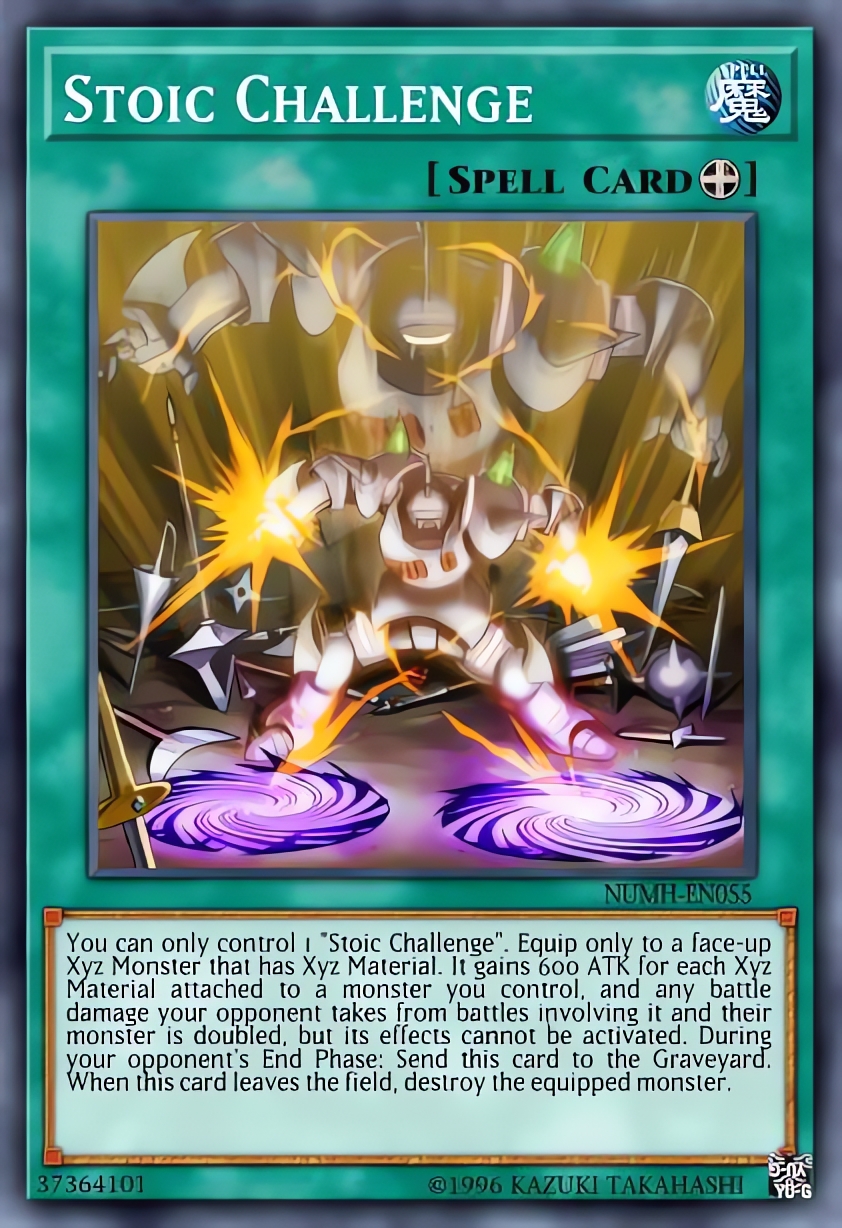 STOIC CHALLENGE
魔
[SPELL CARD]
NUMH-EN055
You can only control 1 "Stoic Challenge". Equip only to a face-up
Xyz Monster that has Xyz Material. It gains 600 ATK for each Xyz
Material attached to a monster you control, and any battle
damage your opponent takes from battles involving it and their
monster is doubled, but its effects cannot be activated. During
your opponent's End Phase: Send this card to the Graveyard.
When this card leaves the field, destroy the equipped monster.
37364101
©1996 KAZUKI TAKAHASHI